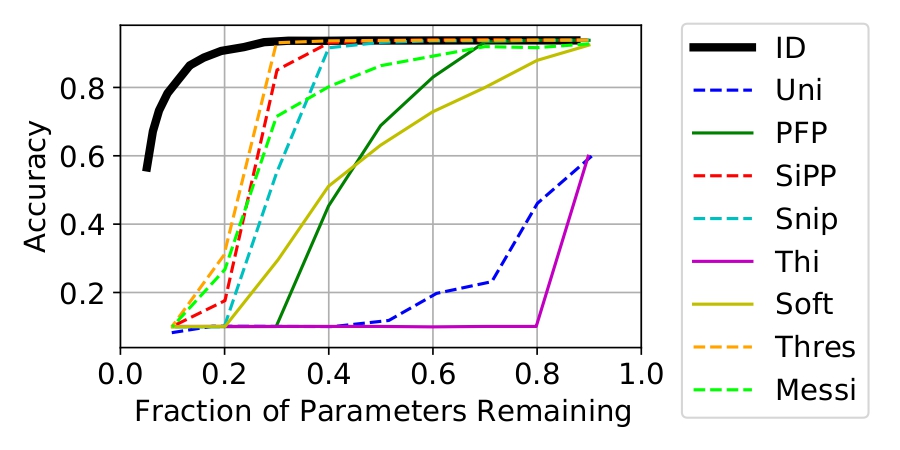 0.8
0.6
0.4
0.2
Accuracy
0.0 0.2 0.4 0.6 0.8 1.0
Fraction of Parameters Remaining
ID
Uni
PFP
SiPP
Snip
Thi
Soft
Thres
Messi